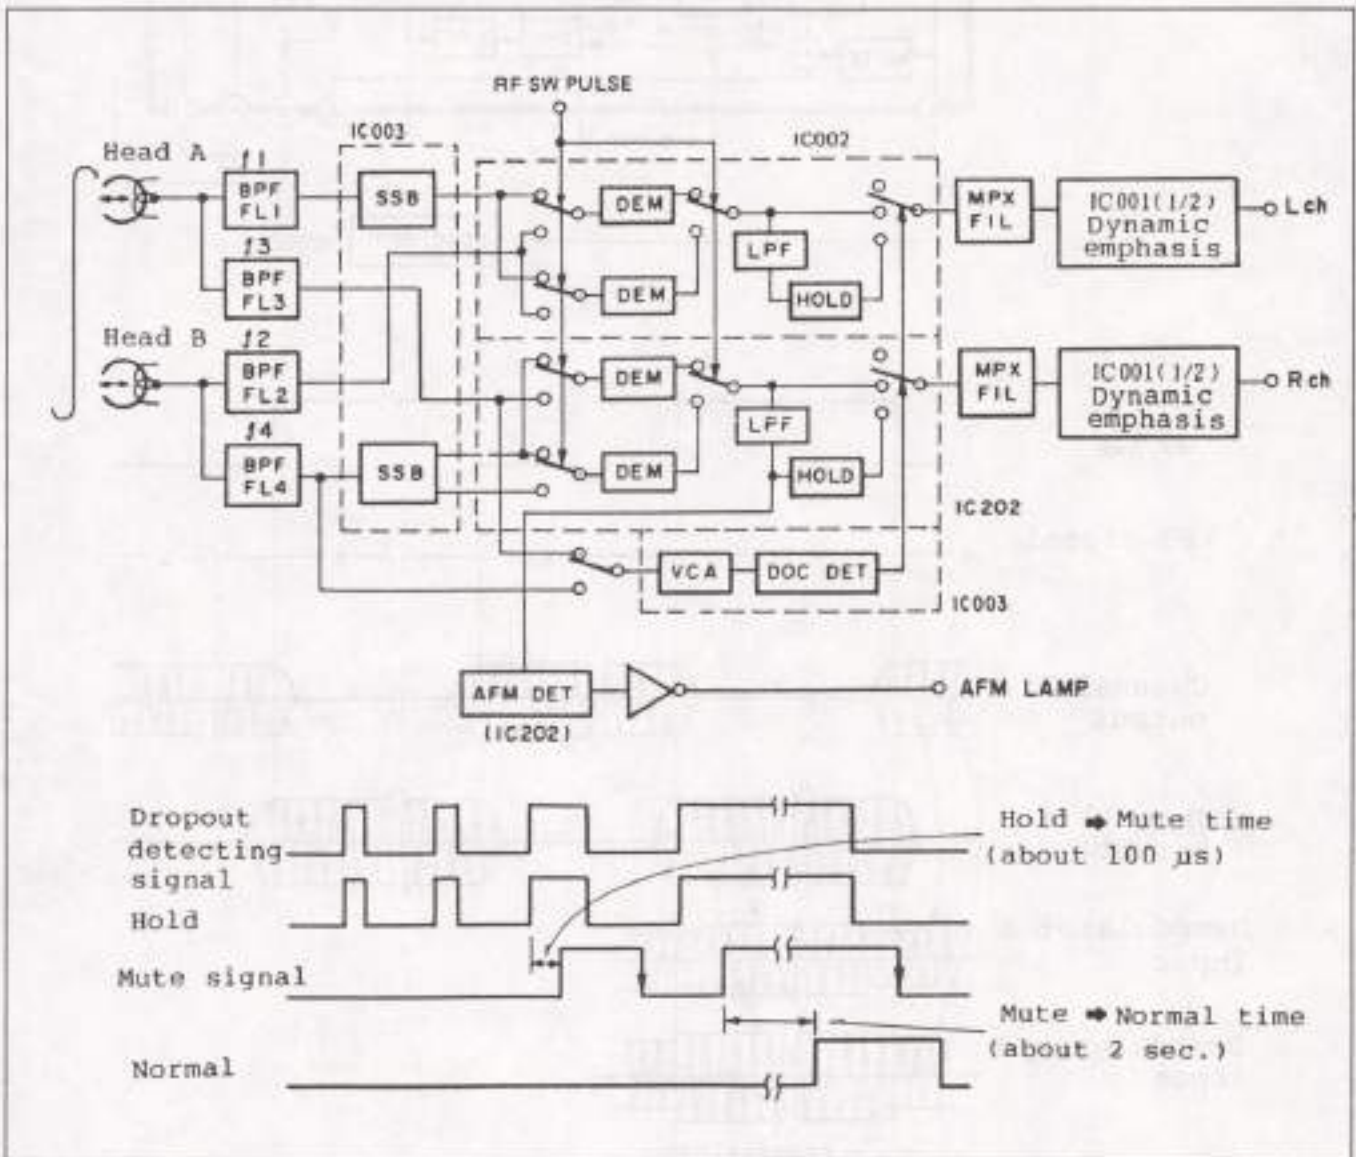 RF SW PULSE
IC003
IC002
Head A
f1
BPF
FL1
SSB
DEM
MPX
FIL
IC001(1/2)
Dynamic
emphasis
Lch
f3
BPF
FL3
LPF
DEM
HOLD
Head B
f2
BPF
FL2
DEM
MPX
FIL
IC001(1/2)
Dynamic
emphasis
Rch
LPF
f4
BPF
FL4
SSB
DEM
HOLD
IC202
VCA
DOC DET
IC003
AFM DET
(IC202)
AFM LAMP
Dropout
detecting
signal
Hold ➡ Mute time
(about 100 µs)
Hold
Mute signal
Mute ➡ Normal time
(about 2 sec.)
Normal